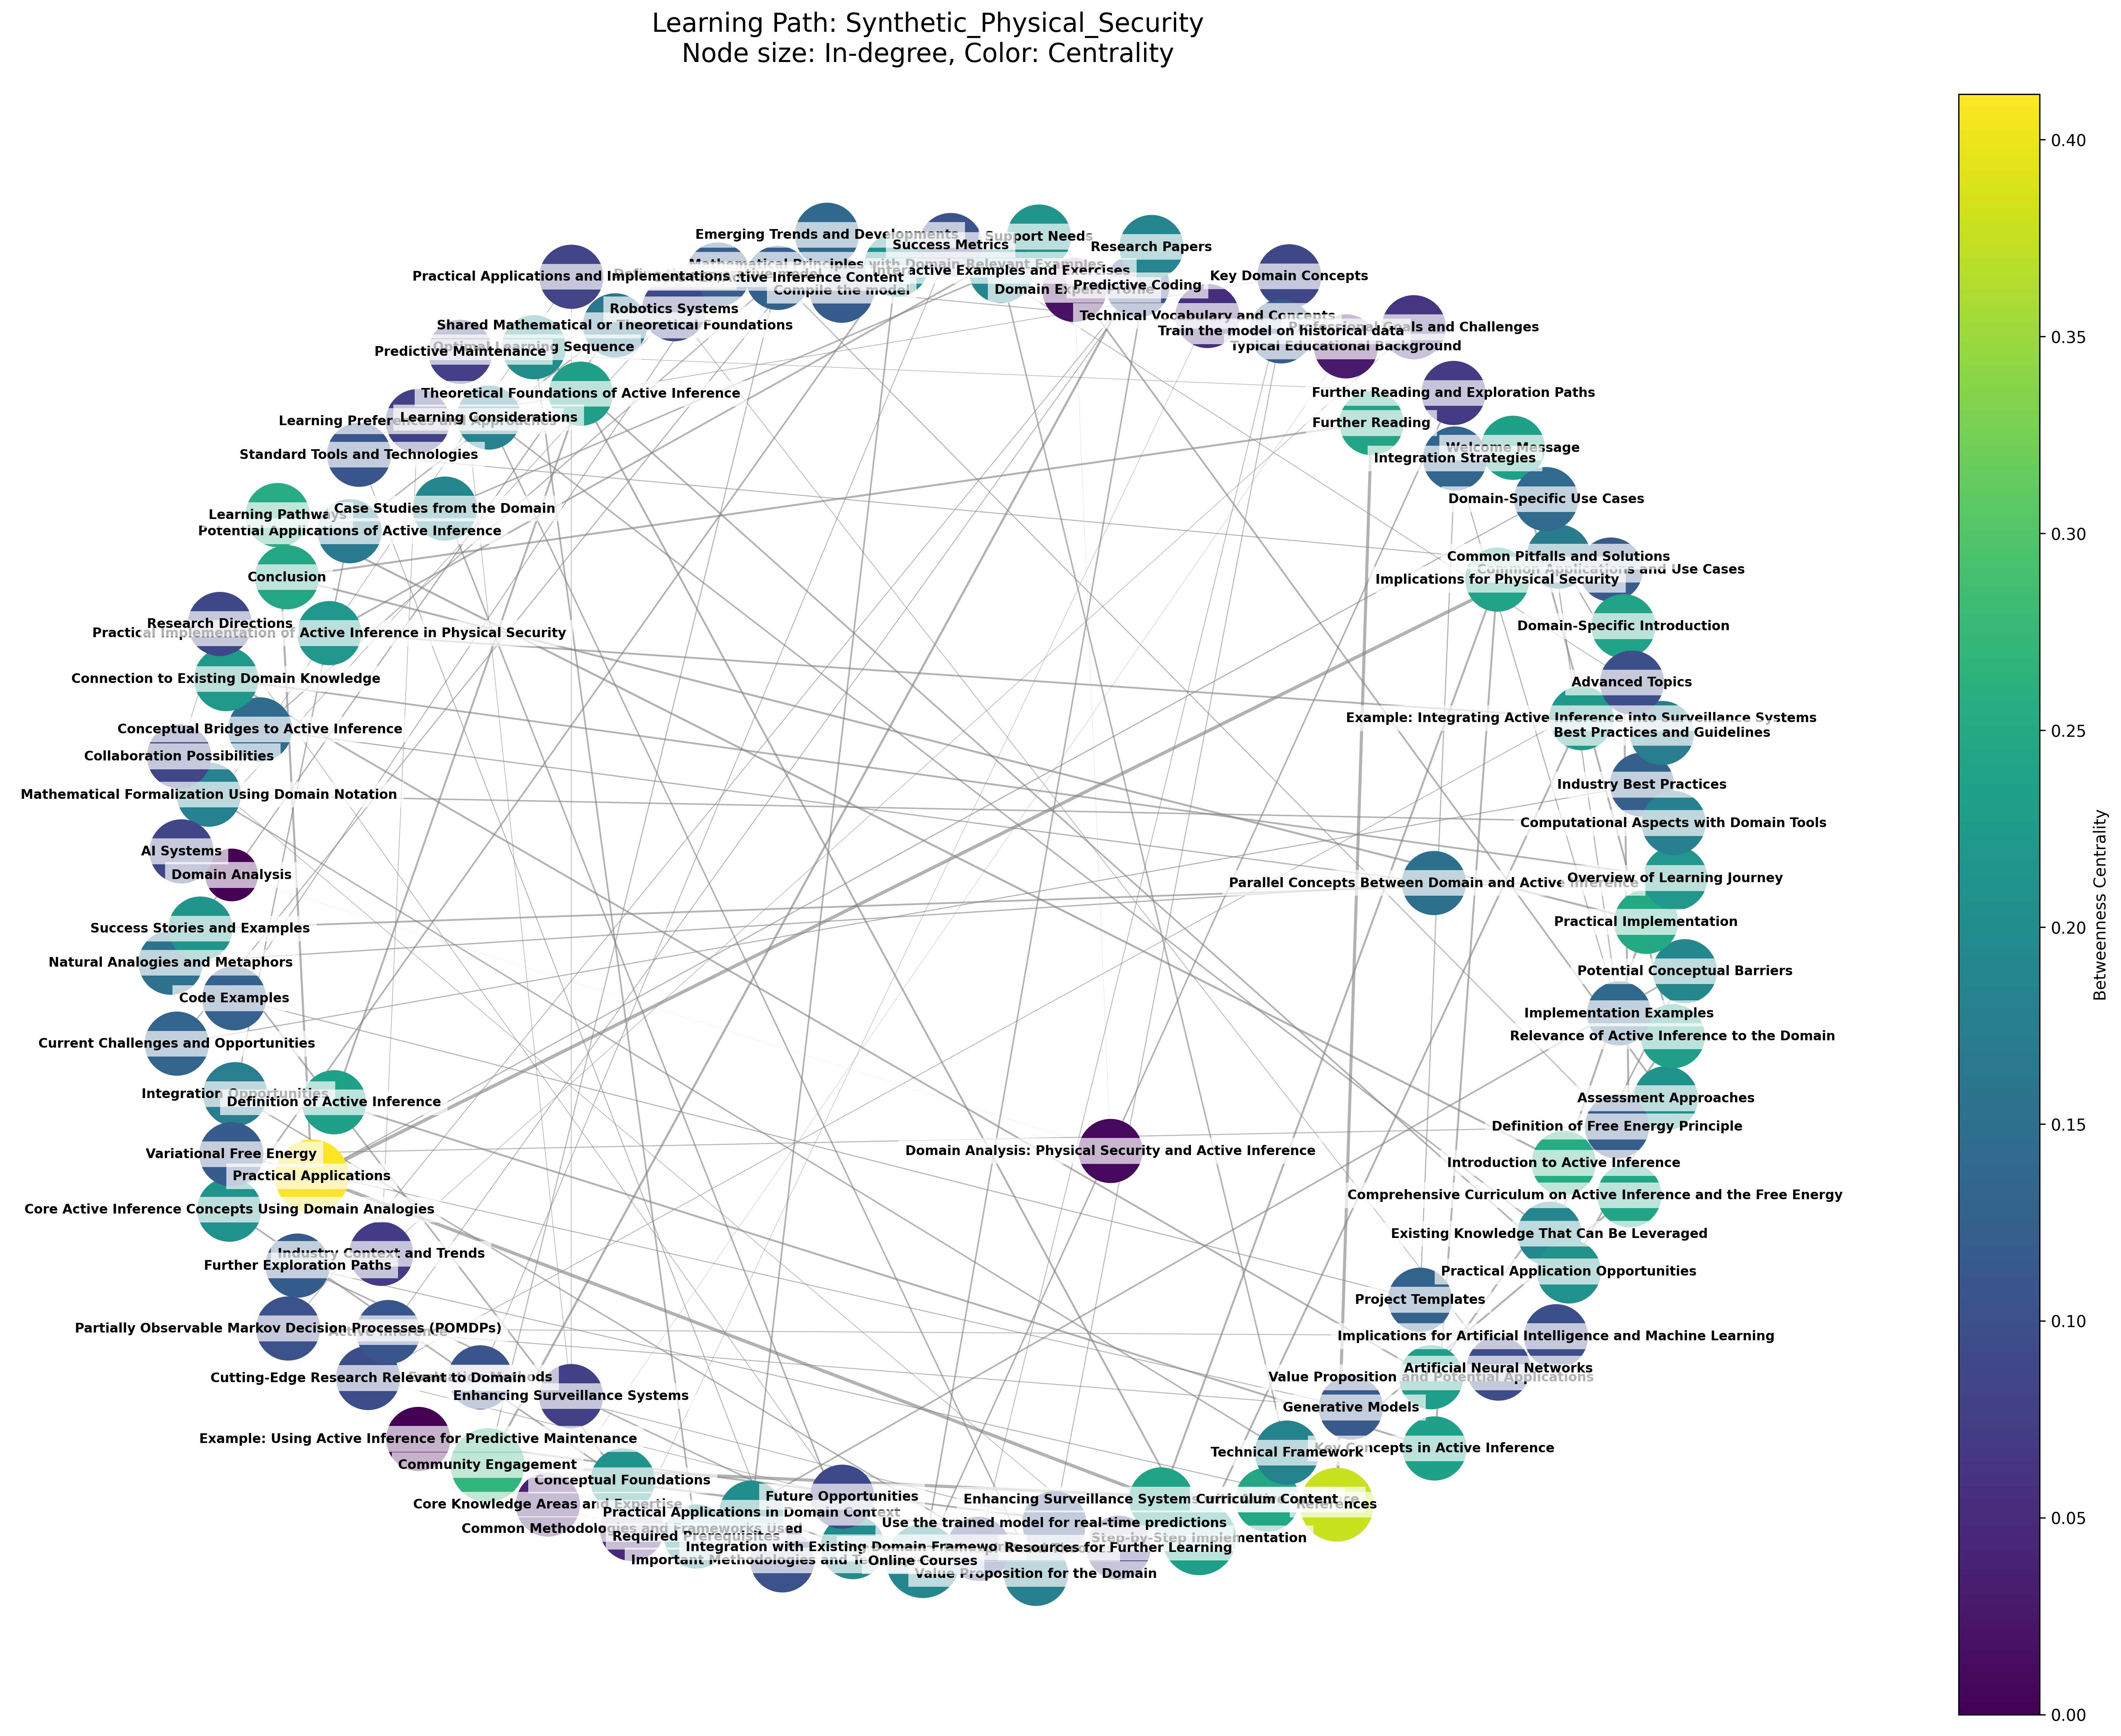 Learning Path: Synthetic_Physical_Security
Node size: In-degree, Color: Centrality
Emerging Trends and Developments
Support Needs
Success Metrics
Research Papers
Mathematical Principles with Domain-Relevant Examples
Interactive Examples and Exercises
Practical Applications and Implementations
active Inference Content
Key Domain Concepts
Predictive Coding
Compile the model
Domain Expert Profile
Robotics Systems
Technical Vocabulary and Concepts
Shared Mathematical or Theoretical Foundations
Professional Goals and Challenges
Train the model on historical data
Optimal Learning Sequence
Typical Educational Background
Predictive Maintenance
Theoretical Foundations of Active Inference
Further Reading and Exploration Paths
Learning Considerations
Learning Preferences and Approaches
Further Reading
Welcome Message
Standard Tools and Technologies
Integration Strategies
Domain-Specific Use Cases
Case Studies from the Domain
Learning Pathways
Potential Applications of Active Inference
Common Pitfalls and Solutions
Common Applications and Use Cases
Conclusion
Implications for Physical Security
Research Directions
Domain-Specific Introduction
Practical Implementation of Active Inference in Physical Security
Connection to Existing Domain Knowledge
Advanced Topics
Example: Integrating Active Inference into Surveillance Systems
Conceptual Bridges to Active Inference
Best Practices and Guidelines
Collaboration Possibilities
Industry Best Practices
Mathematical Formalization Using Domain Notation
Computational Aspects with Domain Tools
AI Systems
Domain Analysis
Overview of Learning Journey
Parallel Concepts Between Domain and Active Inference
Practical Implementation
Success Stories and Examples
Natural Analogies and Metaphors
Potential Conceptual Barriers
Code Examples
Implementation Examples
Relevance of Active Inference to the Domain
Current Challenges and Opportunities
Integration Opportunities
Assessment Approaches
Definition of Active Inference
Definition of Free Energy Principle
Domain Analysis: Physical Security and Active Inference
Variational Free Energy
Introduction to Active Inference
Practical Applications
Comprehensive Curriculum on Active Inference and the Free Energy
Core Active Inference Concepts Using Domain Analogies
Existing Knowledge That Can Be Leveraged
Industry Context and Trends
Further Exploration Paths
Practical Application Opportunities
Project Templates
Partially Observable Markov Decision Processes (POMDPs)
Active Inference
Implications for Artificial Intelligence and Machine Learning
Artificial Neural Networks
Value Proposition and Potential Applications
Cutting-Edge Research Relevant to Domain
Enhancing Surveillance Systems
Generative Models
Example: Using Active Inference for Predictive Maintenance
Key Concepts in Active Inference
Technical Framework
Community Engagement
Conceptual Foundations
Future Opportunities
Enhancing Surveillance Systems
Curriculum Content
References
Core Knowledge Areas and Expertise
Practical Applications in Domain Context
Use the trained model for real-time predictions
Common Methodologies and Frameworks Used
Required Prerequisites
Step-by-Step Implementation
Integration with Existing Domain Frameworks
Resources for Further Learning
Important Methodologies and
Online Courses
Value Proposition for the Domain
Betweenness Centrality
0.40
0.35
0.30
0.25
0.20
0.15
0.10
0.05
0.00